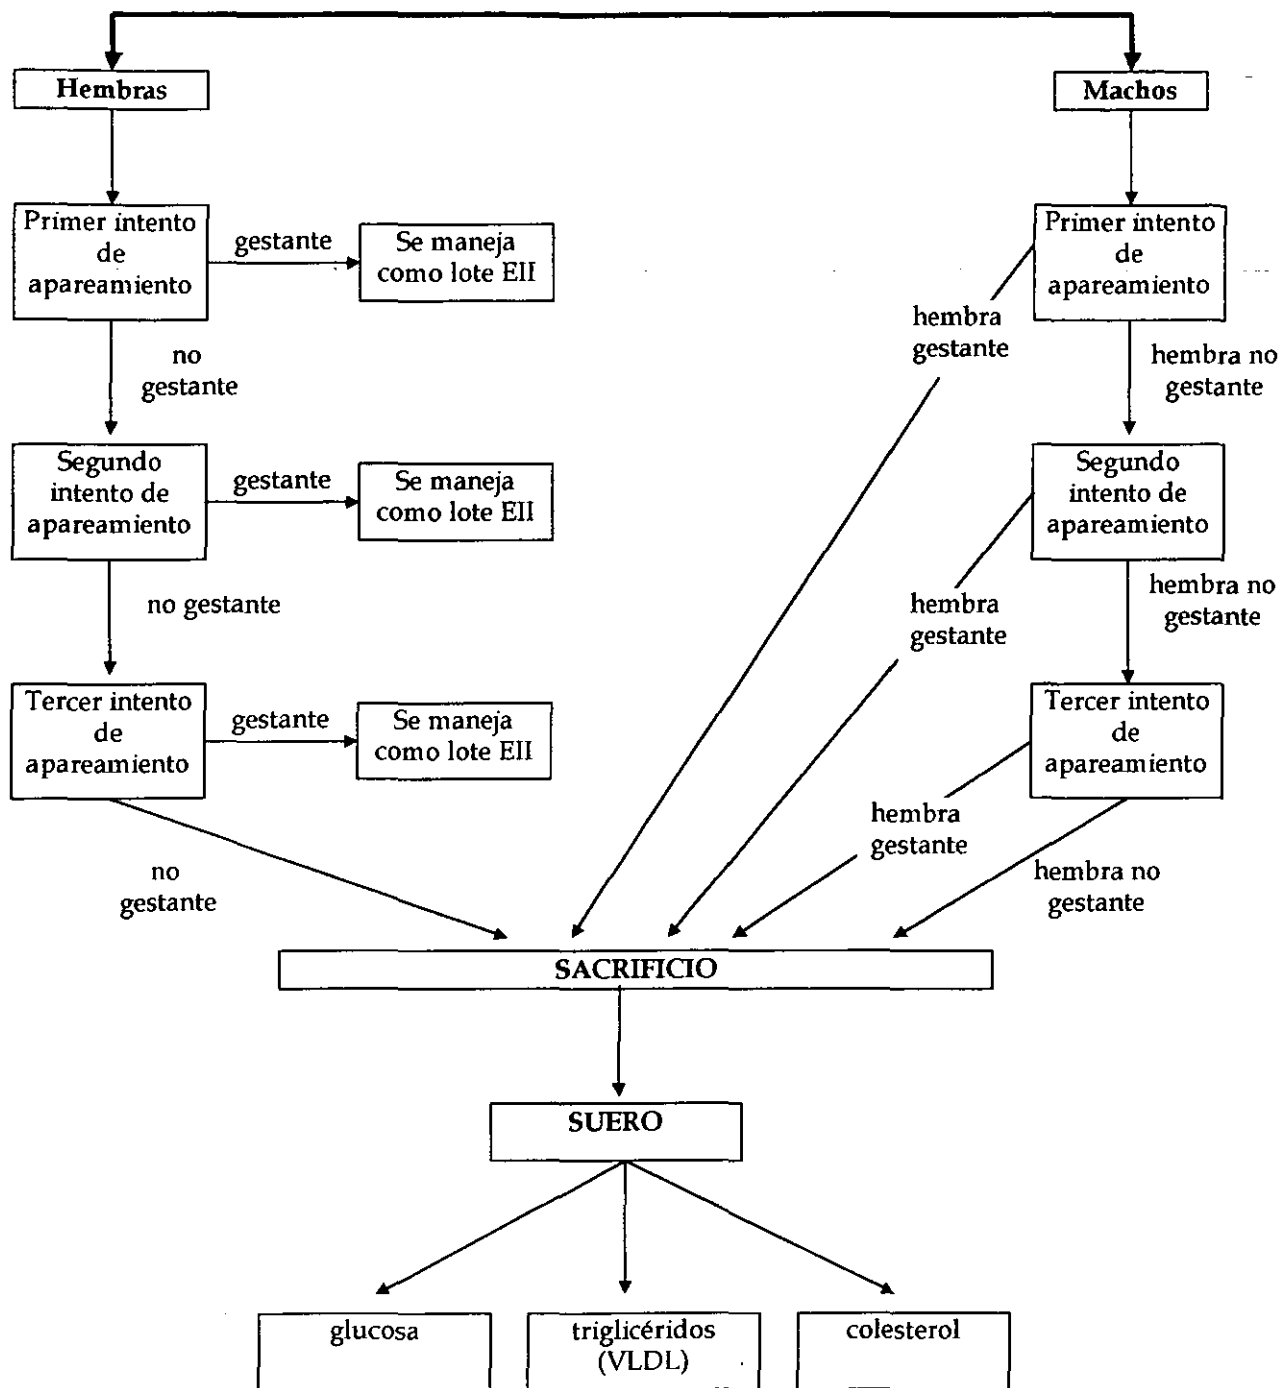 Hembras
Machos
Primer intento
de
apareamiento
gestante
Se maneja
como lote EII
Primer intento
de
apareamiento
hembra
gestante
no
gestante
hembra no
gestante
Segundo
intento de
apareamiento
gestante
Se maneja
como lote EII
Segundo
intento de
apareamiento
no gestante
hembra
gestante
hembra no
gestante
Tercer intento
de
apareamiento
gestante
Se maneja
como lote EII
Tercer intento
de
apareamiento
hembra
gestante
no
gestante
hembra no
gestante
SACRIFICIO
SUERO
glucosa
triglicéridos
(VLDL)
colesterol